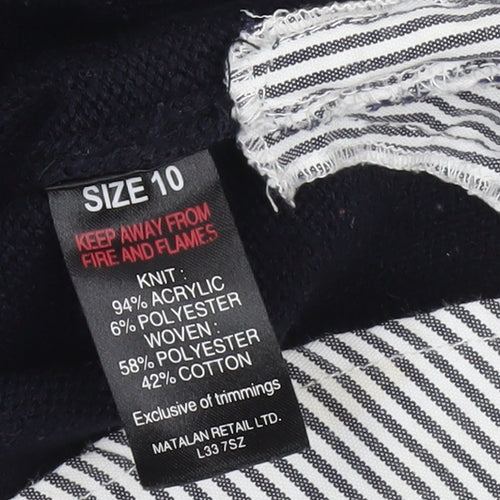 SIZE 10
KEEP AWAY FROM
FIRE AND FLAMES
KNIT :
94% ACRYLIC
6% POLYESTER
WOVEN :
58% POLYESTER
42% COTTON
Exclusive of trimmings
MATALAN RETAIL LTD.
L33 7SZ